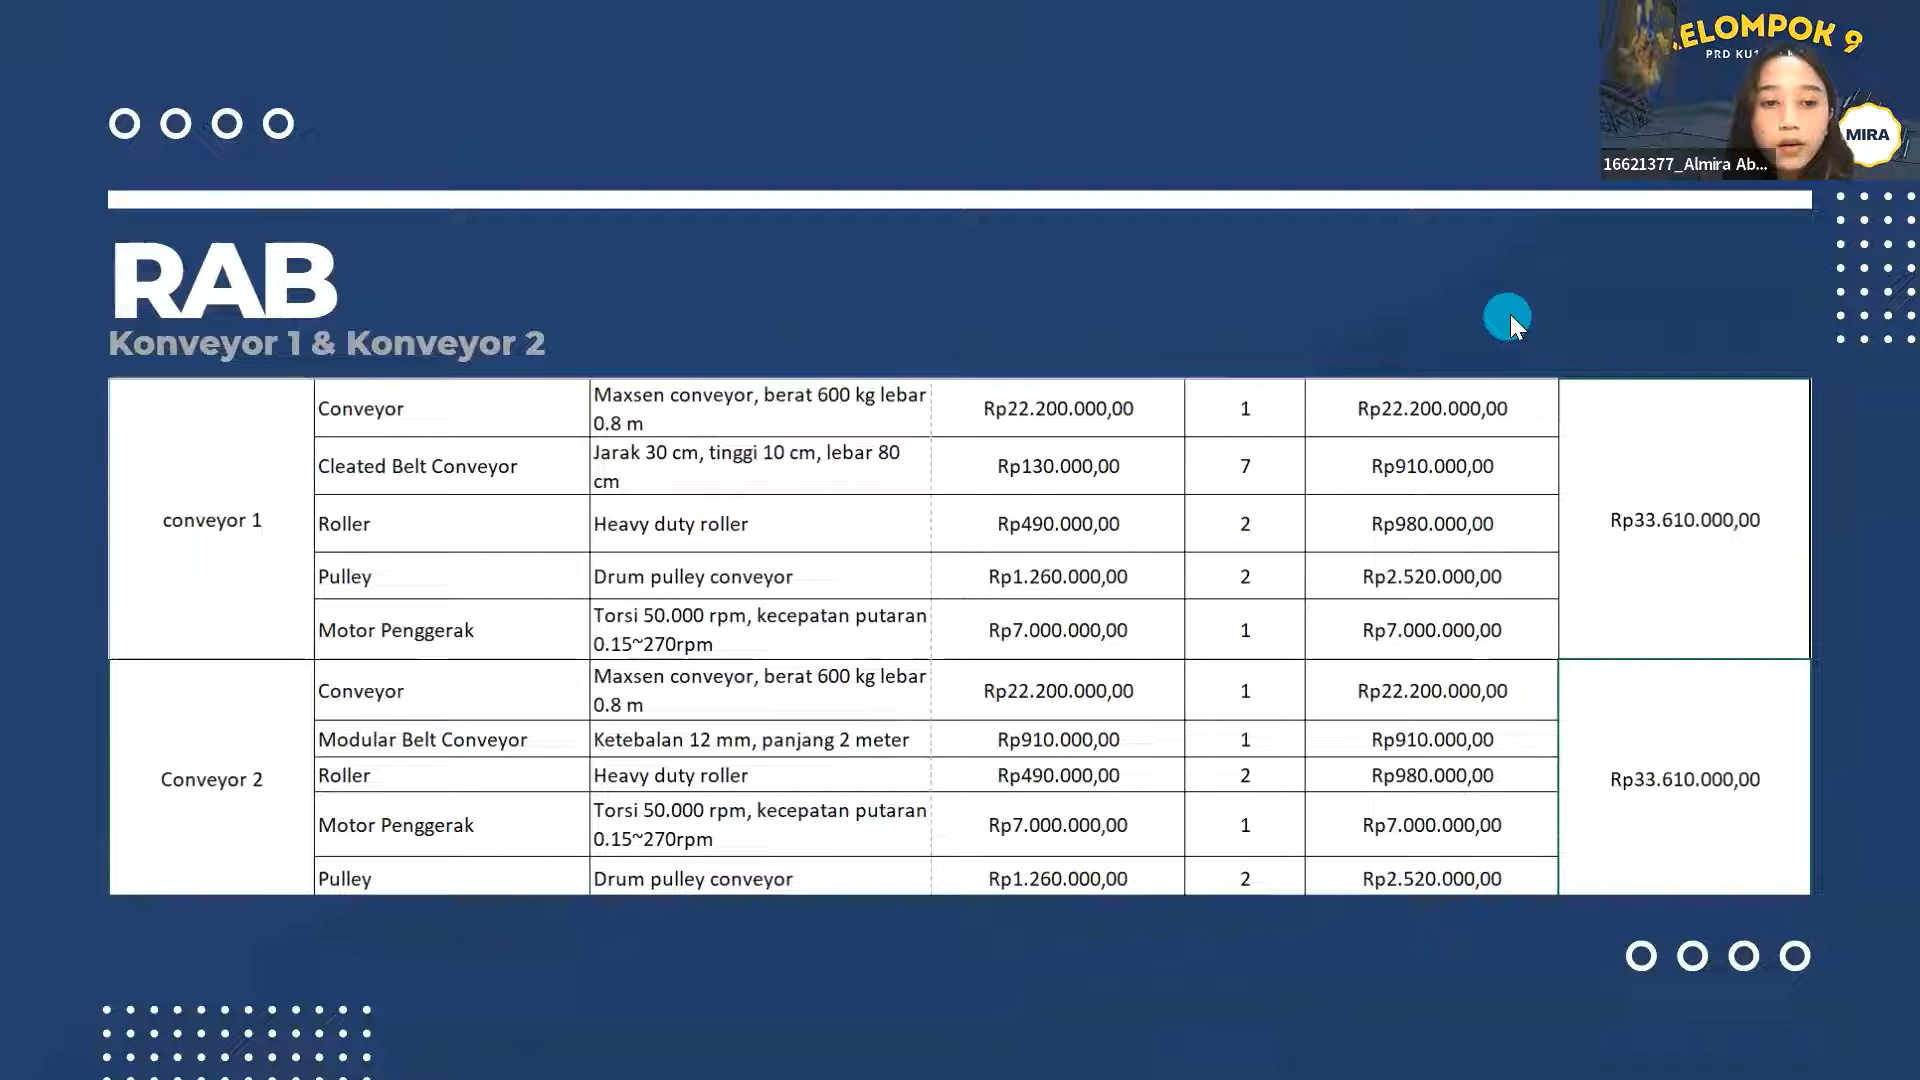 ELOMPOK 9
PRD KU1
MIRA
16621377_Almira Ab...
RAB
Konveyor 1 & Konveyor 2
conveyor 1
Conveyor
Maxsen conveyor, berat 600 kg lebar
0.8 m
Rp22.200.000,00
1
Rp22.200.000,00
Rp33.610.000,00
Cleated Belt Conveyor
Jarak 30 cm, tinggi 10 cm, lebar 80
cm
Rp130.000,00
7
Rp910.000,00
Roller
Heavy duty roller
Rp490.000,00
2
Rp980.000,00
Pulley
Drum pulley conveyor
Rp1.260.000,00
2
Rp2.520.000,00
Motor Penggerak
Torsi 50.000 rpm, kecepatan putaran
0.15~270rpm
Rp7.000.000,00
1
Rp7.000.000,00
Conveyor 2
Conveyor
Maxsen conveyor, berat 600 kg lebar
0.8 m
Rp22.200.000,00
1
Rp22.200.000,00
Rp33.610.000,00
Modular Belt Conveyor
Ketebalan 12 mm, panjang 2 meter
Rp910.000,00
1
Rp910.000,00
Roller
Heavy duty roller
Rp490.000,00
2
Rp980.000,00
Motor Penggerak
Torsi 50.000 rpm, kecepatan putaran
0.15~270rpm
Rp7.000.000,00
1
Rp7.000.000,00
Pulley
Drum pulley conveyor
Rp1.260.000,00
2
Rp2.520.000,00